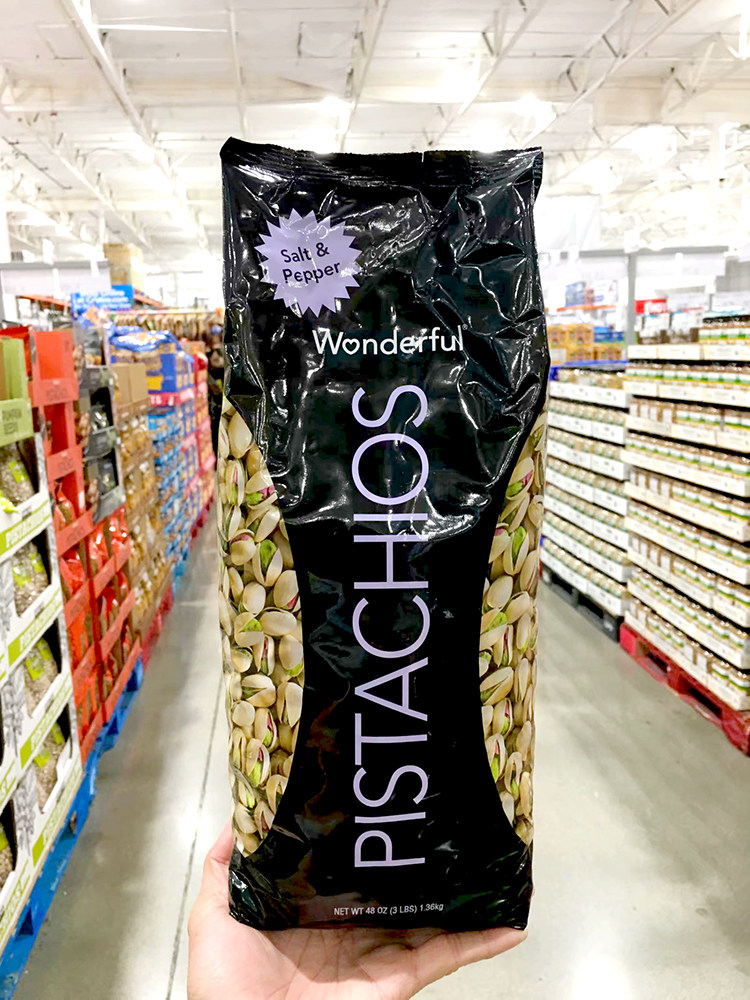 Salt &
Pepper
Wonderful®
PISTACHIOS
NET WT 48 OZ (3 LBS) 1.36kg